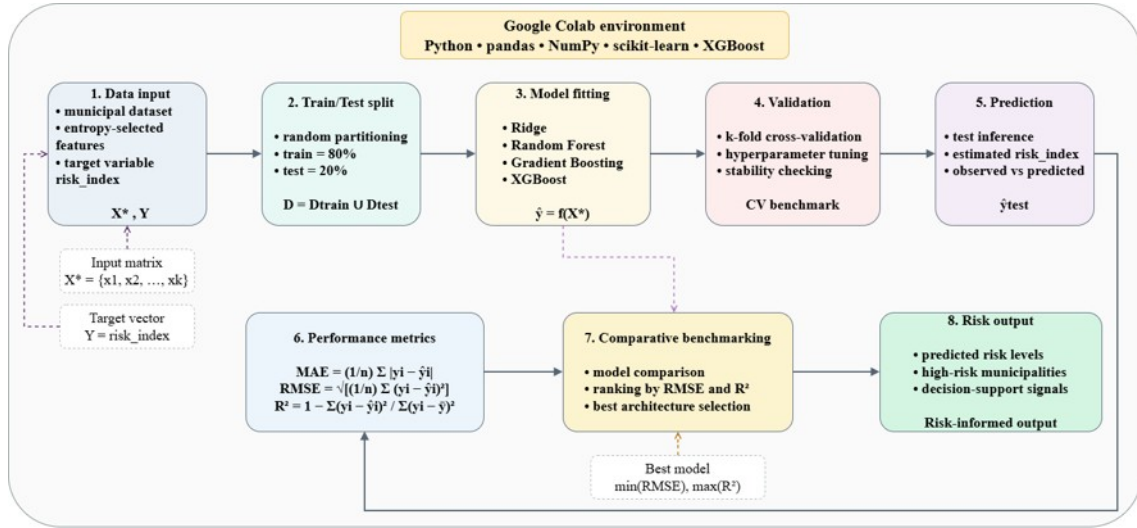 Google Colab environment
Python • pandas • NumPy • scikit-learn • XGBoost
1. Data input
• municipal dataset
• entropy-selected
features
• target variable
risk_index
X* , Y
2. Train/Test split
• random partitioning
• train = 80%
• test = 20%
D = Dtrain ∪ Dtest
3. Model fitting
• Ridge
• Random Forest
• Gradient Boosting
• XGBoost
ŷ = f(X*)
4. Validation
• k-fold cross-validation
• hyperparameter tuning
• stability checking
CV benchmark
5. Prediction
• test inference
• estimated risk_index
• observed vs predicted
ŷtest
Input matrix
X* = {x1, x2, …, xk}
Target vector
Y = risk_index
6. Performance metrics
MAE = (1/n) Σ |yi − ŷi|
RMSE = √[(1/n) Σ (yi − ŷi)²]
R² = 1 − Σ(yi − ŷi)² / Σ(yi − ȳ)²
7. Comparative benchmarking
• model comparison
• ranking by RMSE and R²
• best architecture selection
8. Risk output
• predicted risk levels
• high-risk municipalities
• decision-support signals
Risk-informed output
Best model
min(RMSE), max(R²)